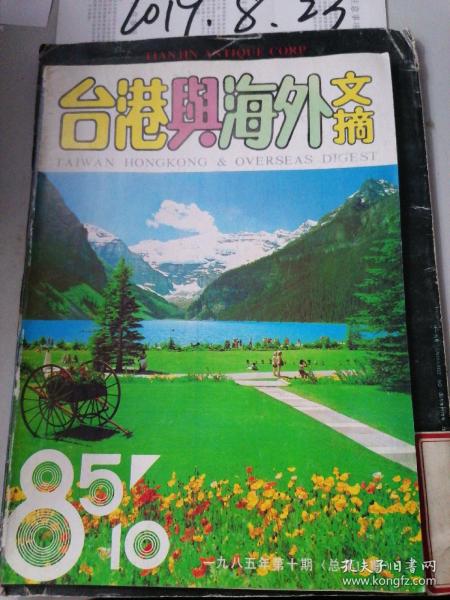 2019.8.23
TIANJIN ANTIQUE CORP
台港與海外文摘
TAIWAN HONGKONG & OVERSEAS DIGEST
85'
10
一九八五年第十期(总
孔夫子旧书网
www.kongfz.com